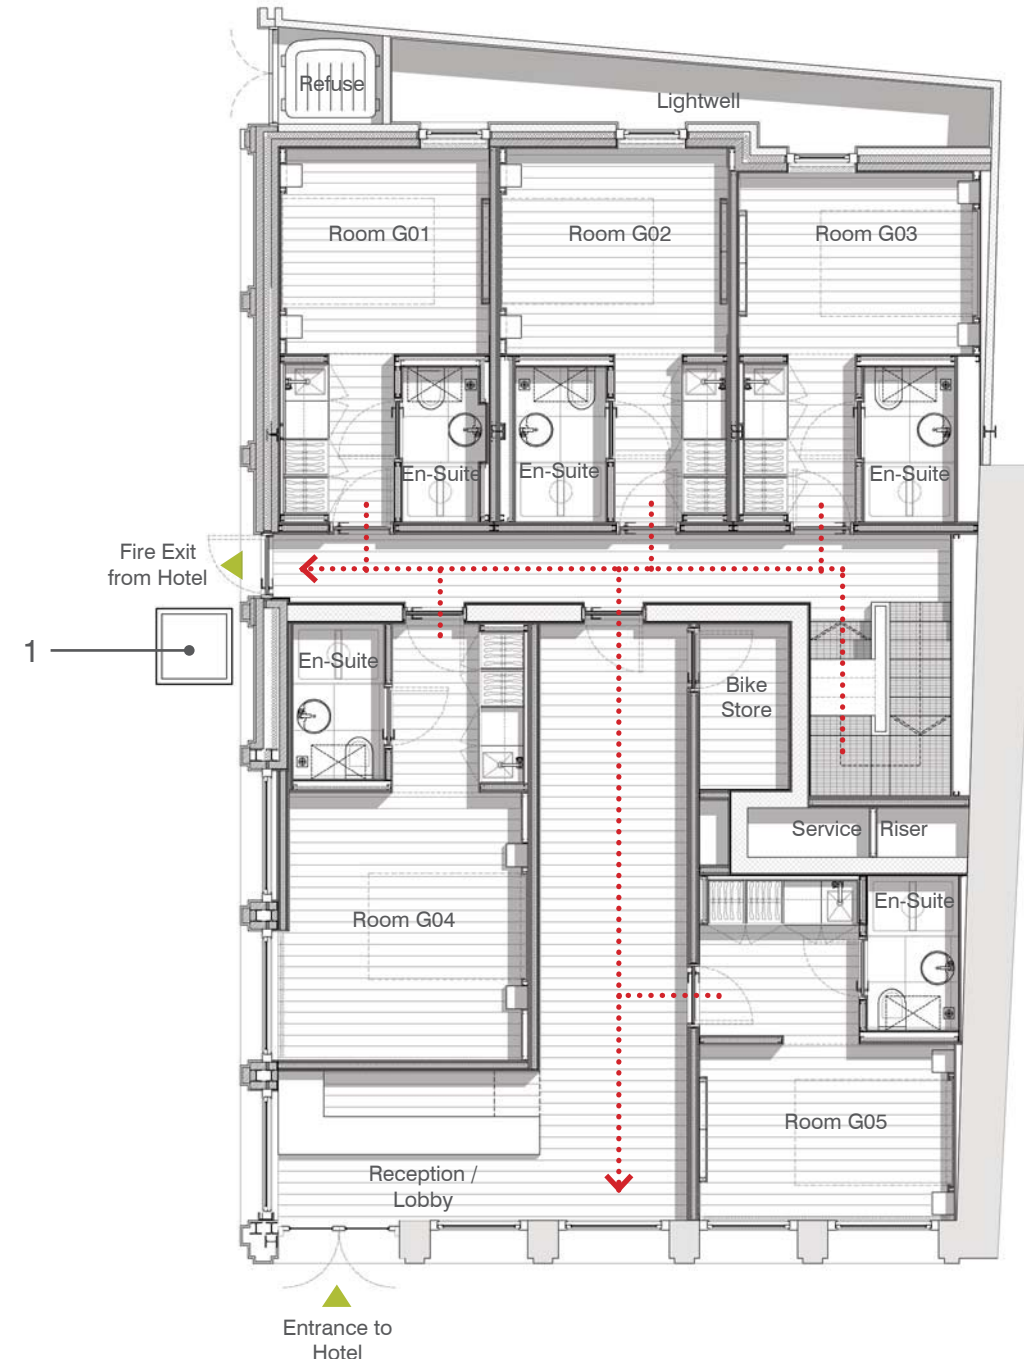 Refuse
Lightwell
Room G01
Room G02
Room G03
En-Suite
En-Suite
En-Suite
Fire Exit
from Hotel
1
En-Suite
Bike
Store
Service
Riser
En-Suite
Room G04
Room G05
Reception /
Lobby
Entrance to
Hotel